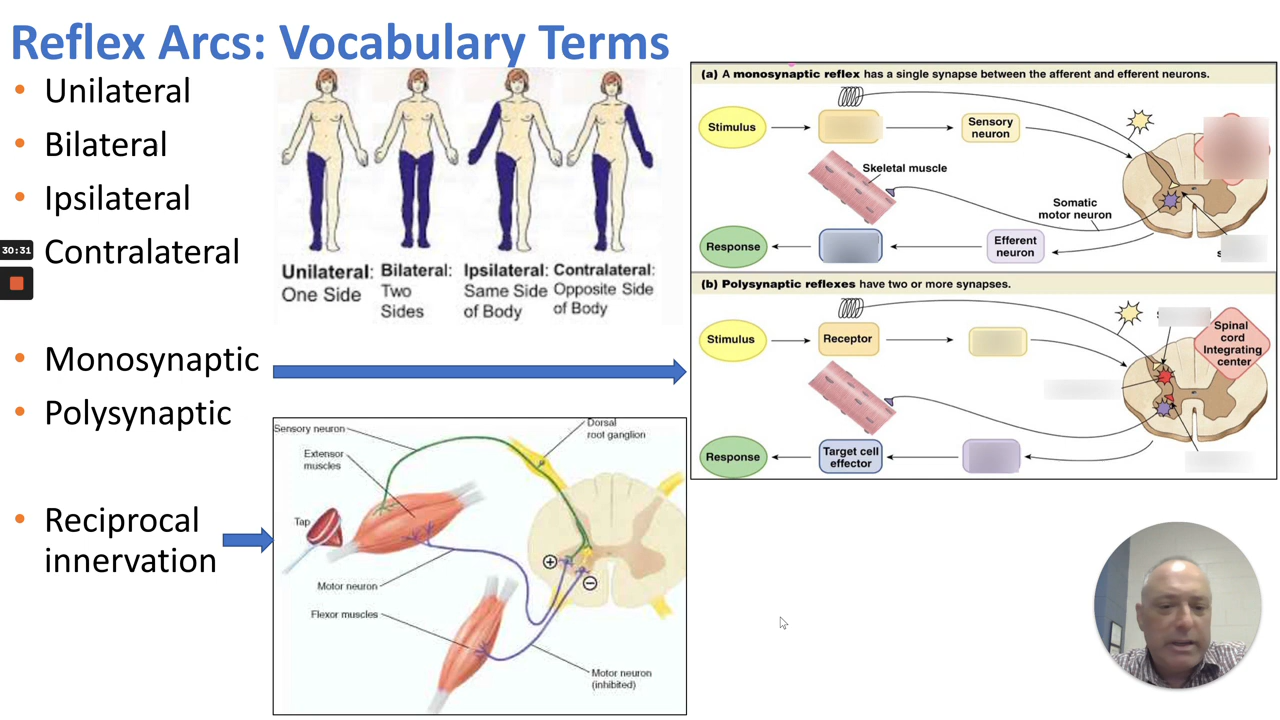 Reflex Arcs: Vocabulary Terms
Unilateral
Bilateral
Ipsilateral
Contralateral
30:31
Monosynaptic
Polysynaptic
Reciprocal
innervation
Unilateral:
One Side
Bilateral:
Two
Sides
Ipsilateral:
Same Side
of Body
Contralateral:
Opposite Side
of Body
Sensory neuron
Extensor
muscles
Tap
Motor neuron
Flexor muscles
Dorsal
root ganglion
+
−
Motor neuron
(inhibited)
(a) A monosynaptic reflex has a single synapse between the afferent and efferent neurons.
Stimulus
Sensory
neuron
Skeletal muscle
Somatic
motor neuron
Response
Efferent
neuron
(b) Polysynaptic reflexes have two or more synapses.
Stimulus
Receptor
Spinal
cord
Integrating
center
Response
Target cell
effector